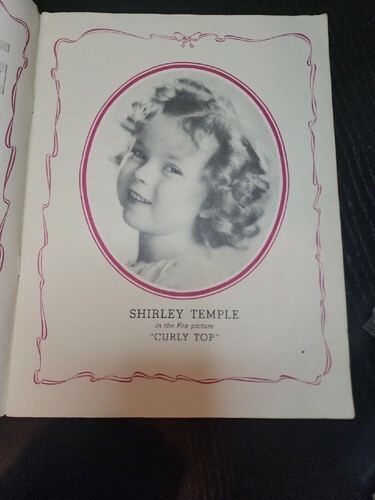 SHIRLEY TEMPLE
in the Fox picture
"CURLY TOP"